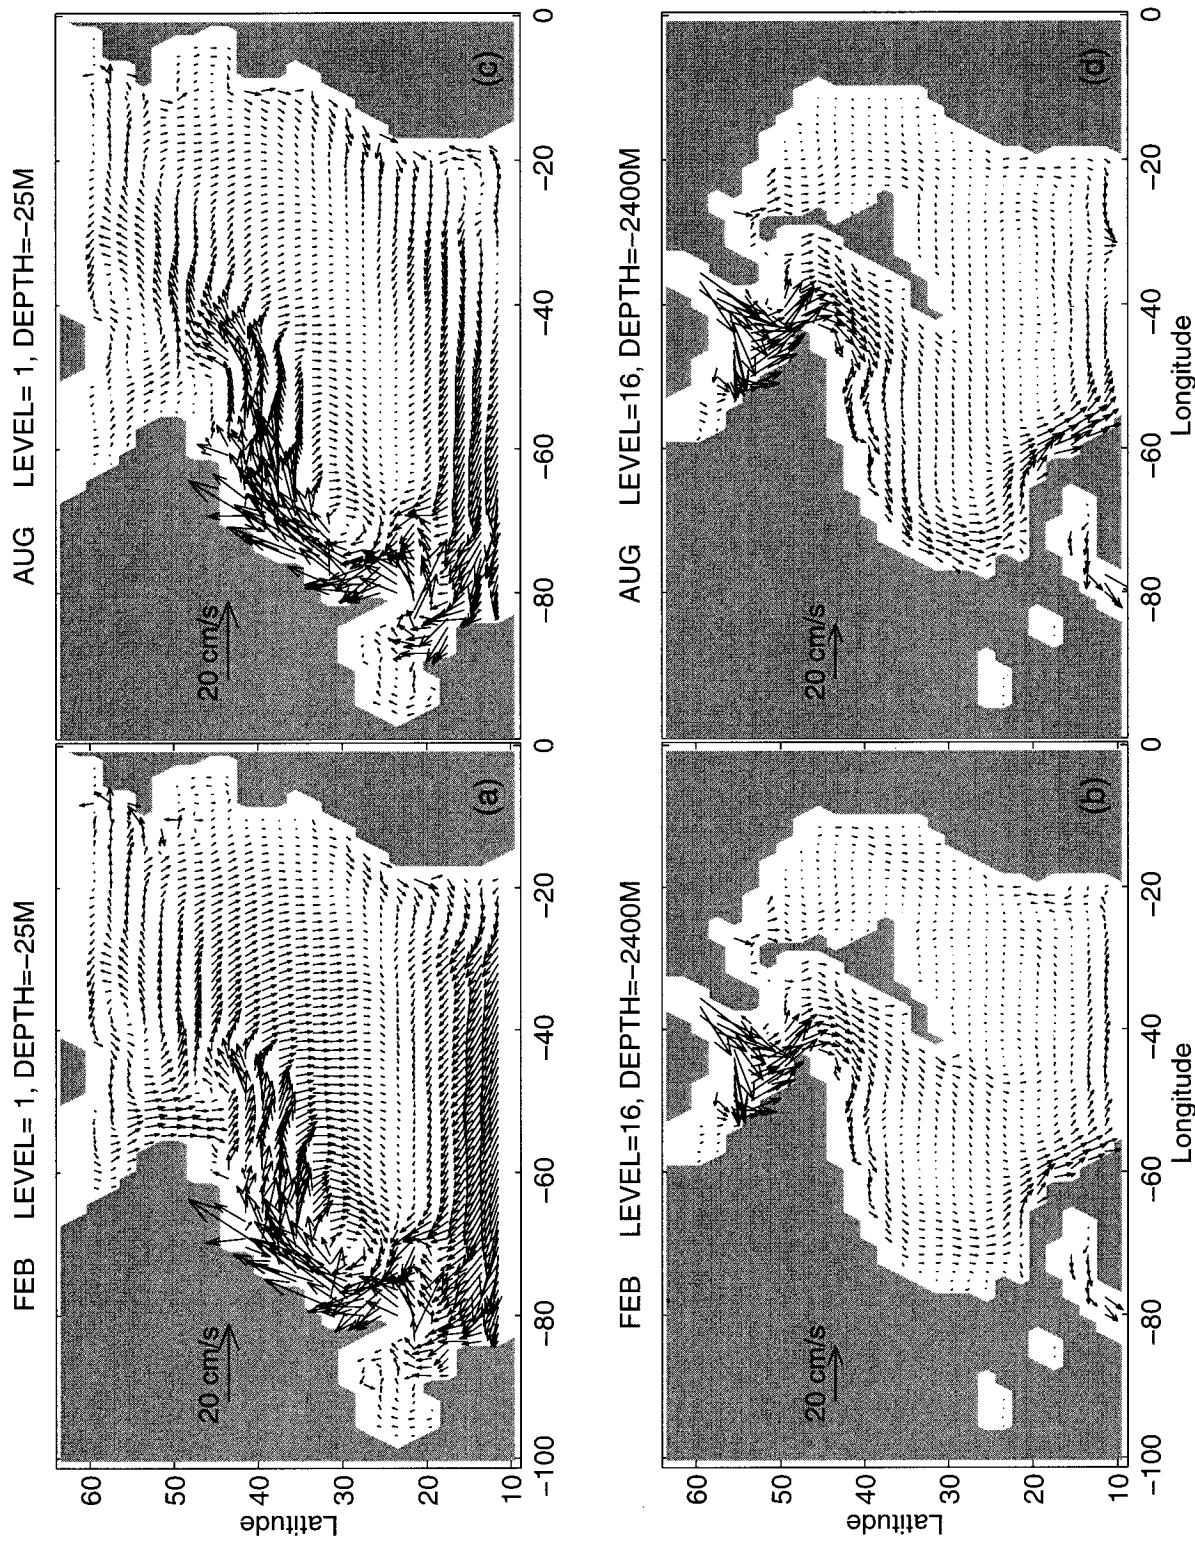 FEB LEVEL= 1, DEPTH=-25M
AUG LEVEL= 1, DEPTH=-25M
Latitude
60
50
40
30
20
10
20 cm/s
(a)
20 cm/s
(c)
-100
-80
-60
-40
-20
0
-80
-60
-40
-20
0
FEB LEVEL=16, DEPTH=-2400M
AUG LEVEL=16, DEPTH=-2400M
Latitude
60
50
40
30
20
10
20 cm/s
(b)
20 cm/s
(d)
-100
-80
-60
-40
-20
0
-80
-60
-40
-20
0
Longitude
Longitude